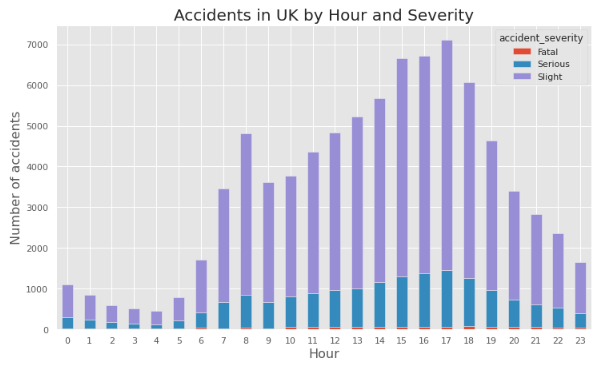 Accidents in UK by Hour and Severity
accident_severity
Fatal
Serious
Slight
Number of accidents
7000
6000
5000
4000
3000
2000
1000
0
0 1 2 3 4 5 6 7 8 9 10 11 12 13 14 15 16 17 18 19 20 21 22 23
Hour